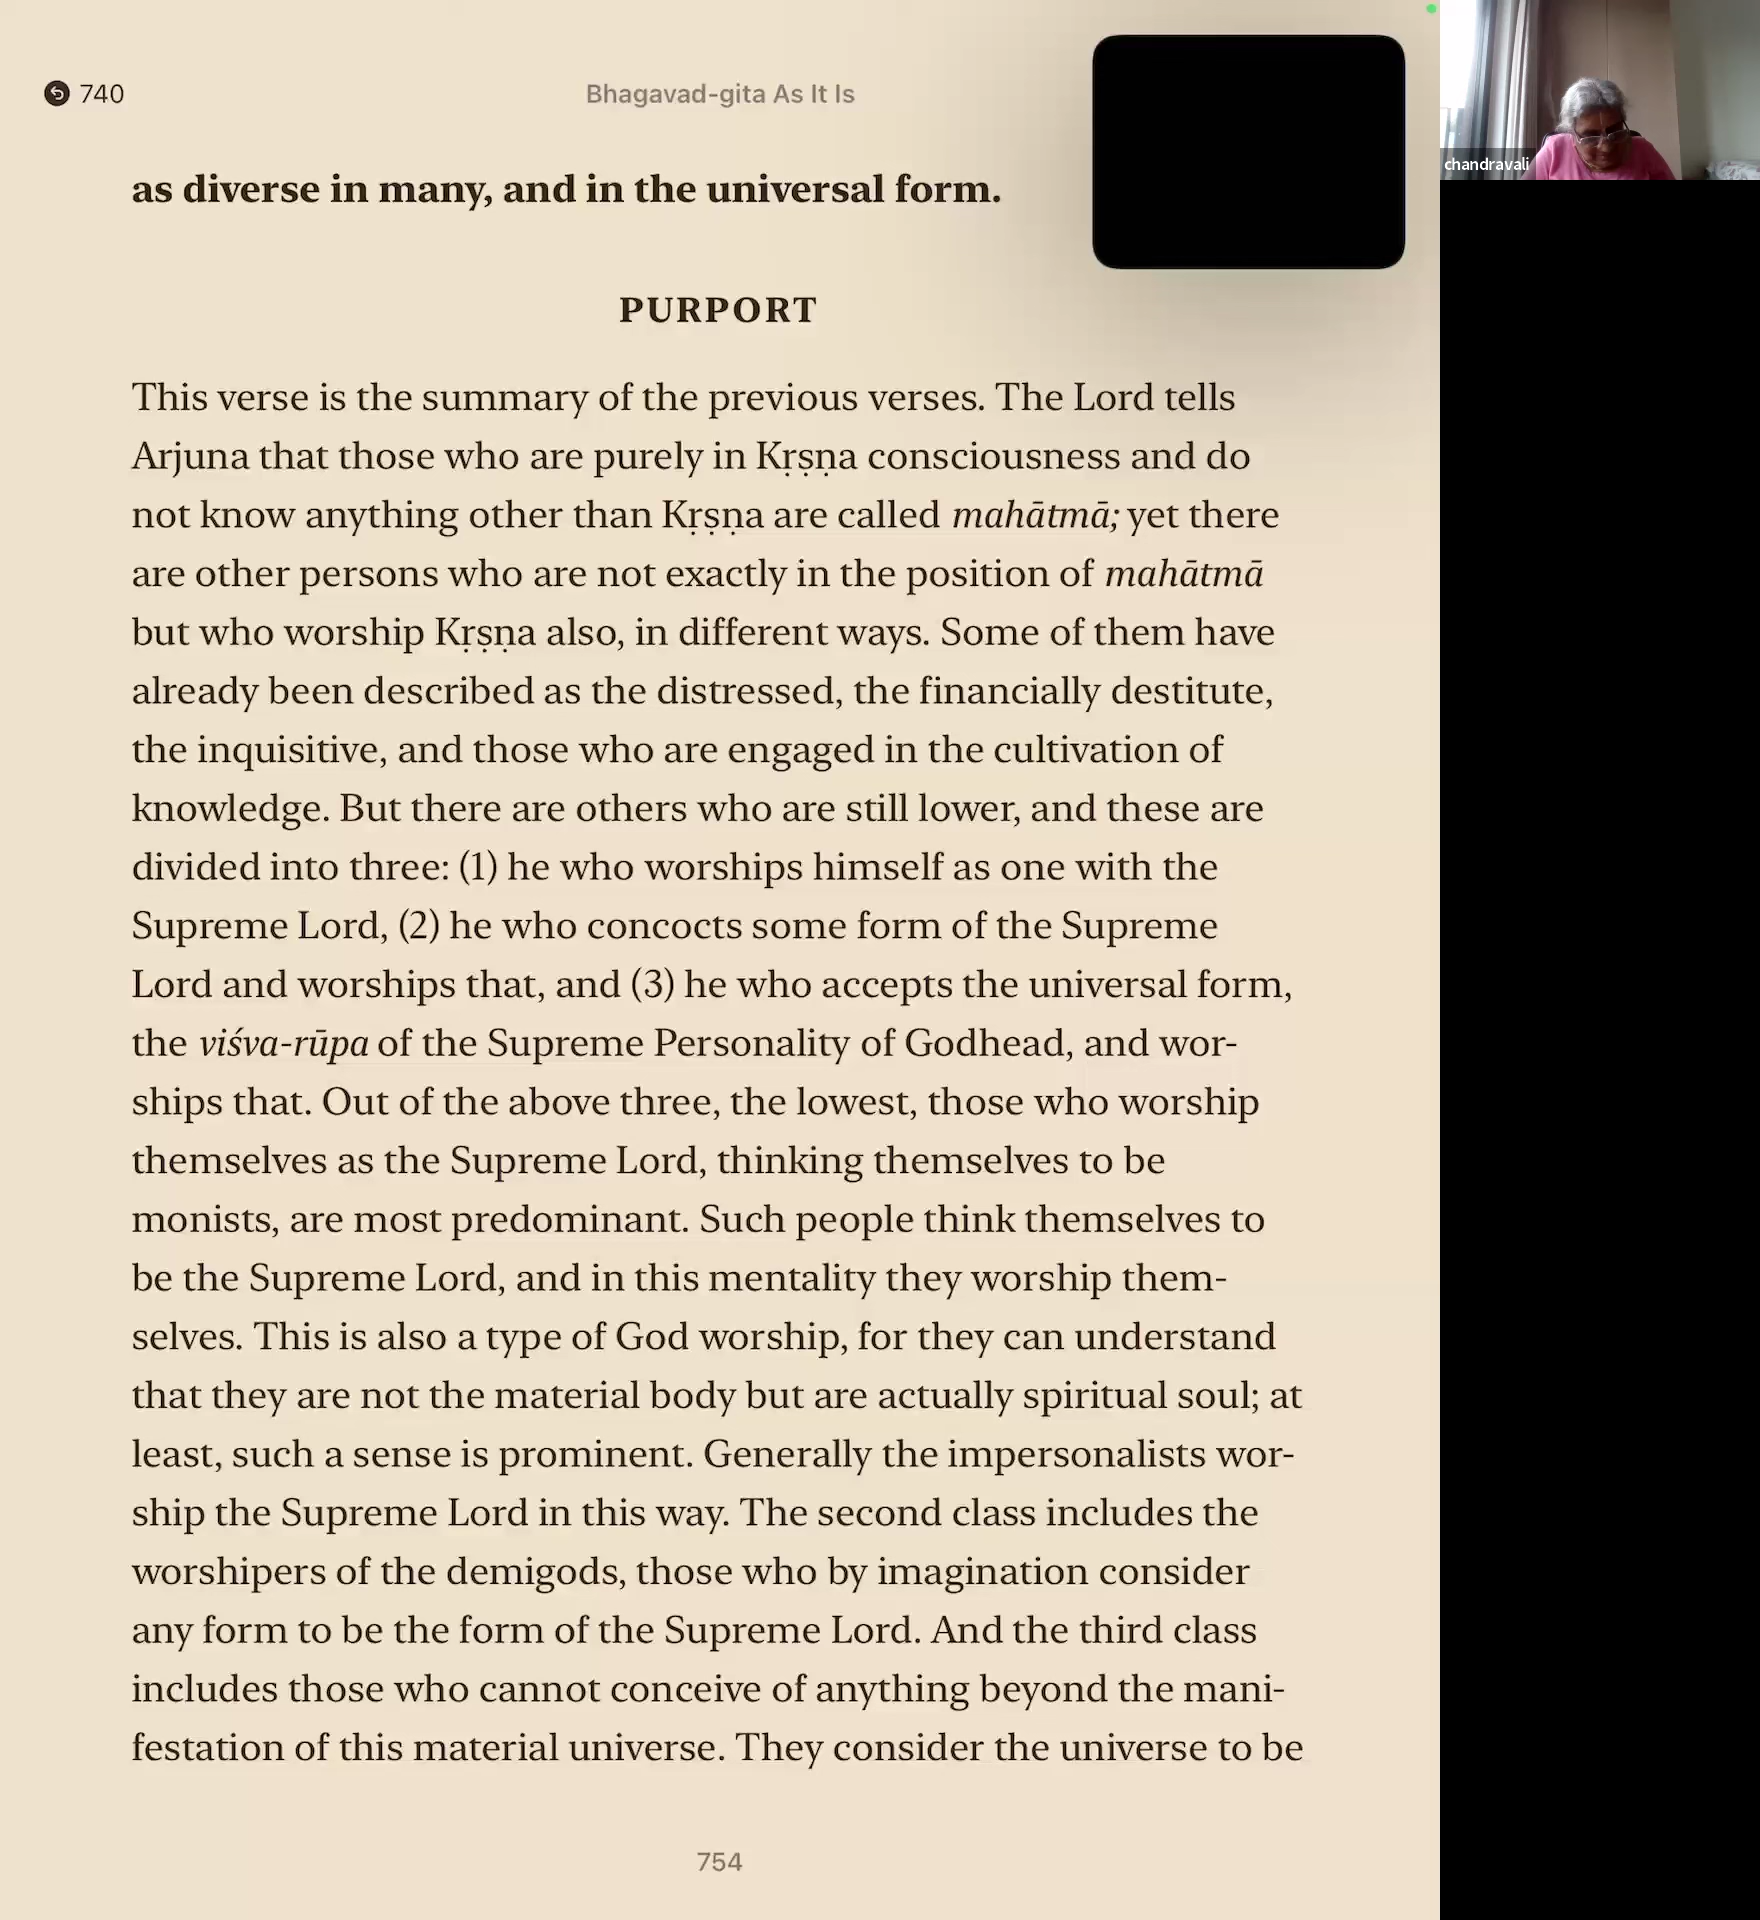 740
Bhagavad-gita As It Is
chandravali
as diverse in many, and in the universal form.
PURPORT
This verse is the summary of the previous verses. The Lord tells
Arjuna that those who are purely in Kṛṣṇa consciousness and do
not know anything other than Kṛṣṇa are called mahātmā; yet there
are other persons who are not exactly in the position of mahātmā
but who worship Kṛṣṇa also, in different ways. Some of them have
already been described as the distressed, the financially destitute,
the inquisitive, and those who are engaged in the cultivation of
knowledge. But there are others who are still lower, and these are
divided into three: (1) he who worships himself as one with the
Supreme Lord, (2) he who concocts some form of the Supreme
Lord and worships that, and (3) he who accepts the universal form,
the viśva-rūpa of the Supreme Personality of Godhead, and wor-
ships that. Out of the above three, the lowest, those who worship
themselves as the Supreme Lord, thinking themselves to be
monists, are most predominant. Such people think themselves to
be the Supreme Lord, and in this mentality they worship them-
selves. This is also a type of God worship, for they can understand
that they are not the material body but are actually spiritual soul; at
least, such a sense is prominent. Generally the impersonalists wor-
ship the Supreme Lord in this way. The second class includes the
worshipers of the demigods, those who by imagination consider
any form to be the form of the Supreme Lord. And the third class
includes those who cannot conceive of anything beyond the mani-
festation of this material universe. They consider the universe to be
754